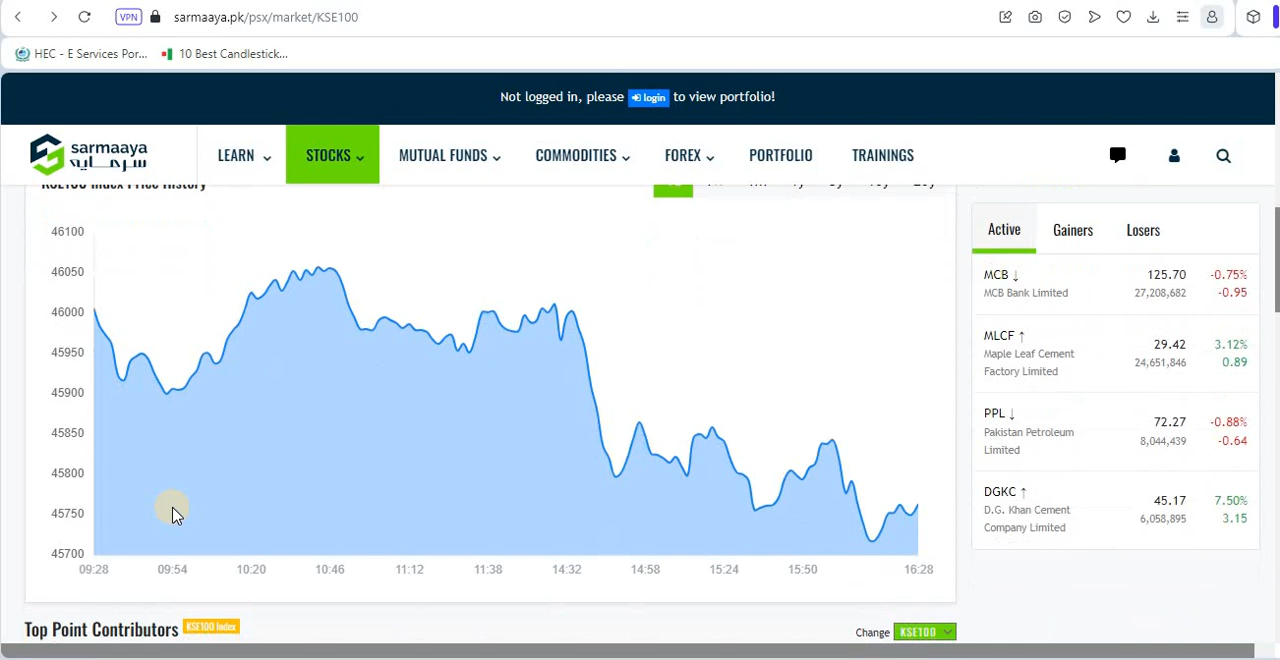 VPN sarmaaya.pk/psx/market/KSE100
HEC - E Services Por... 10 Best Candlestick...
Not logged in, please login to view portfolio!
sarmaaya
سرمایہ
LEARN STOCKS MUTUAL FUNDS COMMODITIES FOREX PORTFOLIO TRAININGS
KSE100 Index Price History
46100
46050
46000
45950
45900
45850
45800
45750
45700
09:28 09:54 10:20 10:46 11:12 11:38 14:32 14:58 15:24 15:50 16:28
Active Gainers Losers
MCB ↓ 125.70 -0.75%
MCB Bank Limited 27,208,682 -0.95
MLCF ↑ 29.42 3.12%
Maple Leaf Cement 24,651,846 0.89
Factory Limited
PPL ↓ 72.27 -0.88%
Pakistan Petroleum 8,044,439 -0.64
Limited
DGKC ↑ 45.17 7.50%
D.G. Khan Cement 6,058,895 3.15
Company Limited
Top Point Contributors KSE100 Index
Change KSE100